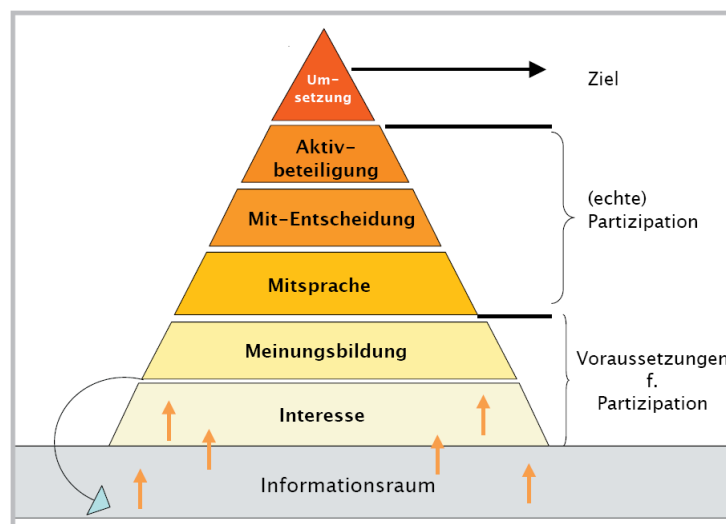 Um-
setzung
Ziel
Aktiv-
beteiligung
Mit-Entscheidung
(echte)
Partizipation
Mitsprache
Meinungsbildung
Voraussetzungen
f.
Partizipation
Interesse
Informationsraum